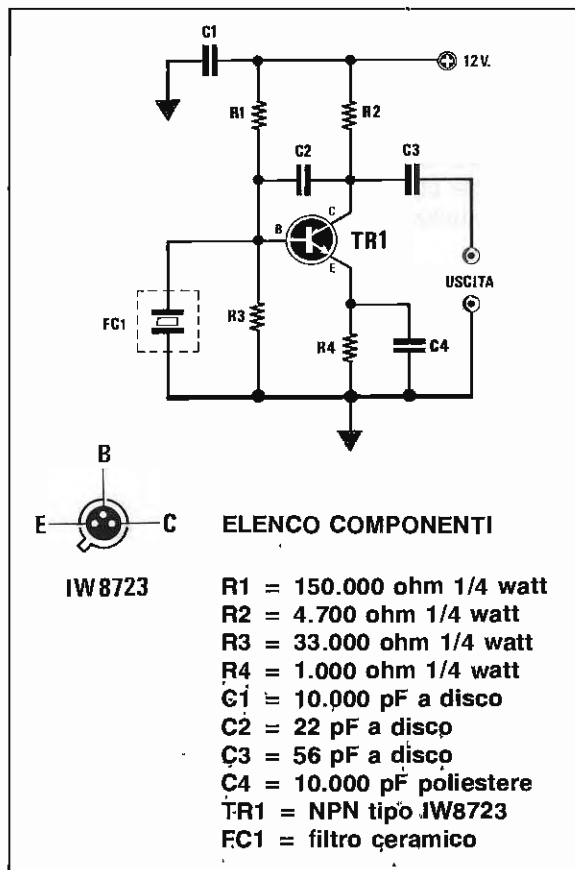 C1
12V.
R1
R2
C2
C3
B
C
TR1
E
USCITA
FC1
R3
R4
C4
B
E
C
IW8723
ELENCO COMPONENTI
R1 = 150.000 ohm 1/4 watt
R2 = 4.700 ohm 1/4 watt
R3 = 33.000 ohm 1/4 watt
R4 = 1.000 ohm 1/4 watt
C1 = 10.000 pF a disco
C2 = 22 pF a disco
C3 = 56 pF a disco
C4 = 10.000 pF poliestere
TR1 = NPN tipo IW8723
FC1 = filtro ceramico